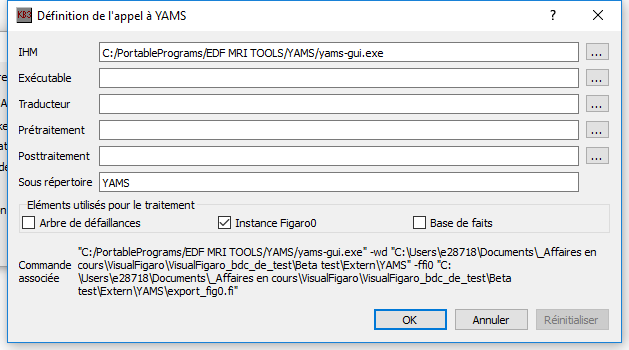 KB3 Définition de l'appel à YAMS
IHM C:/PortablePrograms/EDF MRI TOOLS/YAMS/yams-gui.exe ...
Exécutable ...
Traducteur ...
Prétraitement ...
Posttraitement ...
Sous répertoire YAMS
Eléments utilisés pour le traitement
Arbre de défaillances Instance Figaro0 Base de faits
Commande associée
"C:/PortablePrograms/EDF MRI TOOLS/YAMS/yams-gui.exe" -wd "C:\Users\e28718\Documents\_Affaires en
cours\VisualFigaro\VisualFigaro_bdc_de_test\Beta test\Extern\YAMS" -ffi0 "C:
\Users\e28718\Documents\_Affaires en cours\VisualFigaro\VisualFigaro_bdc_de_test\Beta
test\Extern\YAMS\export_fig0.fi"
OK Annuler Réinitialiser